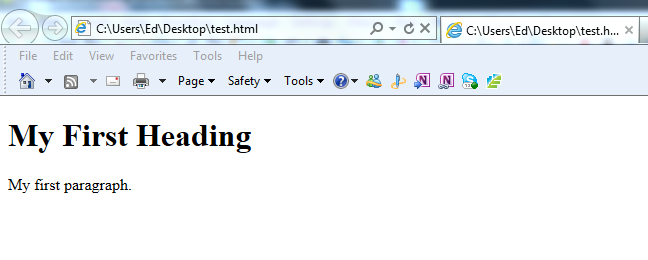 C:\Users\Ed\Desktop\test.html
C:\Users\Ed\Desktop\test.h...
File Edit View Favorites Tools Help
Page Safety Tools
My First Heading
My first paragraph.